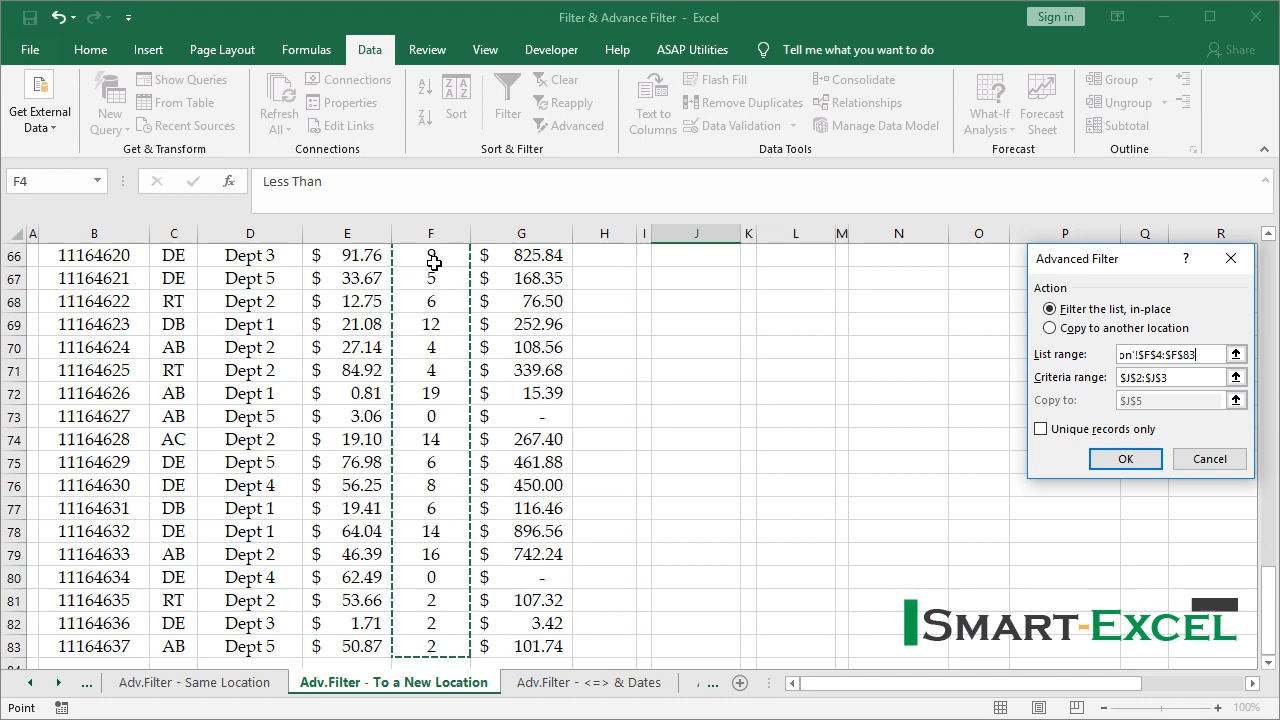 Filter & Advance Filter - Excel
Sign in
File Home Insert Page Layout Formulas Data Review View Developer Help ASAP Utilities Tell me what you want to do Share
Get External Data
New Query
Show Queries
From Table
Recent Sources
Get & Transform
Refresh All
Connections
Properties
Edit Links
Connections
Sort
Filter
Clear
Reapply
Advanced
Sort & Filter
Text to Columns
Flash Fill
Remove Duplicates
Data Validation
Consolidate
Relationships
Manage Data Model
Data Tools
What-If Analysis
Forecast Sheet
Forecast
Group
Ungroup
Subtotal
Outline
F4 fx Less Than
A B C D E F G H I J K L M N O P Q R
66 11164620 DE Dept 3 $ 91.76 $ 825.84
67 11164621 DE Dept 5 $ 33.67 5 $ 168.35
68 11164622 RT Dept 2 $ 12.75 6 $ 76.50
69 11164623 DB Dept 1 $ 21.08 12 $ 252.96
70 11164624 AB Dept 2 $ 27.14 4 $ 108.56
71 11164625 RT Dept 2 $ 84.92 4 $ 339.68
72 11164626 AB Dept 1 $ 0.81 19 $ 15.39
73 11164627 AB Dept 5 $ 3.06 0 $ -
74 11164628 AC Dept 2 $ 19.10 14 $ 267.40
75 11164629 DE Dept 5 $ 76.98 6 $ 461.88
76 11164630 DE Dept 4 $ 56.25 8 $ 450.00
77 11164631 DB Dept 1 $ 19.41 6 $ 116.46
78 11164632 DE Dept 1 $ 64.04 14 $ 896.56
79 11164633 AB Dept 2 $ 46.39 16 $ 742.24
80 11164634 DE Dept 4 $ 62.49 0 $ -
81 11164635 RT Dept 2 $ 53.66 2 $ 107.32
82 11164636 DE Dept 3 $ 1.71 2 $ 3.42
83 11164637 AB Dept 5 $ 50.87 2 $ 101.74
Advanced Filter ?
Action
Filter the list, in-place
Copy to another location
List range: on'!$F$4:$F$83
Criteria range: $J$2:$J$3
Copy to: $J$5
Unique records only
OK Cancel
SMART-EXCEL
... Adv.Filter - Same Location Adv.Filter - To a New Location Adv.Filter - <=> & Dates ...
Point 100%